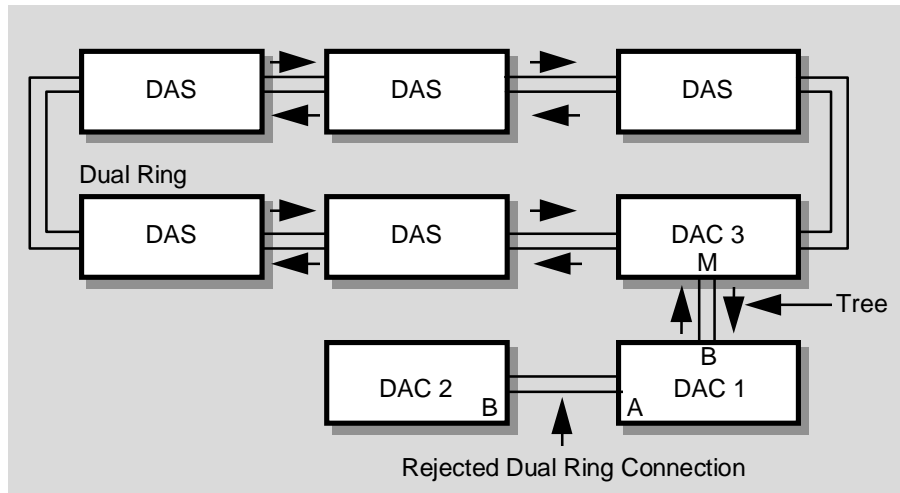 DAS DAS DAS
Dual Ring
DAS DAS DAC 3
M
Tree
B
DAC 2 DAC 1
B A
Rejected Dual Ring Connection